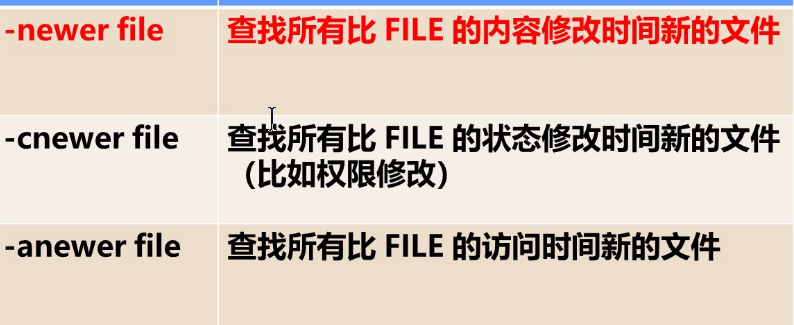 -newer file 查找所有比 FILE 的内容修改时间新的文件
-cnewer file 查找所有比 FILE 的状态修改时间新的文件
（比如权限修改）
-anewer file 查找所有比 FILE 的访问时间新的文件